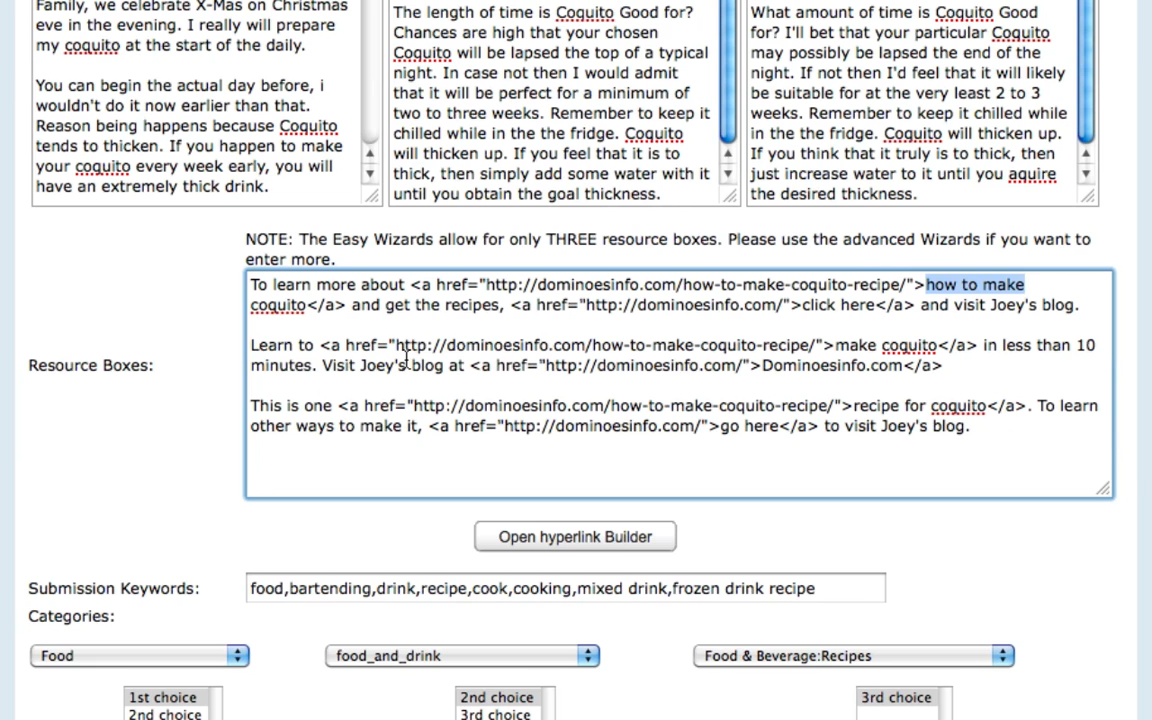 Family, we celebrate X-Mas on Christmas
eve in the evening. I really will prepare
my coquito at the start of the daily.
You can begin the actual day before, i
wouldn't do it now earlier than that.
Reason being happens because Coquito
tends to thicken. If you happen to make
your coquito every week early, you will
have an extremely thick drink.
The length of time is Coquito Good for?
Chances are high that your chosen
Coquito will be lapsed the top of a typical
night. In case not then I would admit
that it will be perfect for a minimum of
two to three weeks. Remember to keep it
chilled while in the the fridge. Coquito
will thicken up. If you feel that it is to
thick, then simply add some water with it
until you obtain the goal thickness.
What amount of time is Coquito Good
for? I'll bet that your particular Coquito
may possibly be lapsed the end of the
night. If not then I'd feel that it will likely
be suitable for at the very least 2 to 3
weeks. Remember to keep it chilled while
in the the fridge. Coquito will thicken up.
If you think that it truly is to thick, then
just increase water to it until you aquire
the desired thickness.
NOTE: The Easy Wizards allow for only THREE resource boxes. Please use the advanced Wizards if you want to
enter more.
Resource Boxes:
To learn more about <a href="http://dominoesinfo.com/how-to-make-coquito-recipe/">how to make
coquito</a> and get the recipes, <a href="http://dominoesinfo.com/">click here</a> and visit Joey's blog.
Learn to <a href="http://dominoesinfo.com/how-to-make-coquito-recipe/">make coquito</a> in less than 10
minutes. Visit Joey's blog at <a href="http://dominoesinfo.com/">Dominoesinfo.com</a>
This is one <a href="http://dominoesinfo.com/how-to-make-coquito-recipe/">recipe for coquito</a>. To learn
other ways to make it, <a href="http://dominoesinfo.com/">go here</a> to visit Joey's blog.
Open hyperlink Builder
Submission Keywords: food,bartending,drink,recipe,cook,cooking,mixed drink,frozen drink recipe
Categories:
Food food_and_drink Food & Beverage:Recipes
1st choice 2nd choice 3rd choice
2nd choice 3rd choice